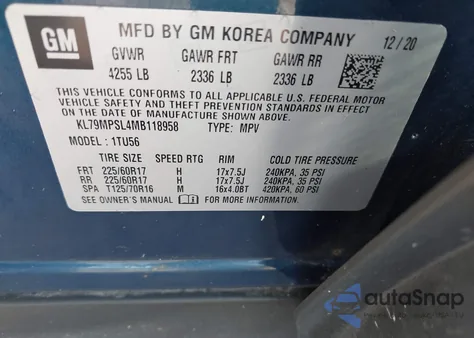 GM
MFD BY GM KOREA COMPANY 12/20
GVWR GAWR FRT GAWR RR
4255 LB 2336 LB 2336 LB
THIS VEHICLE CONFORMS TO ALL APPLICABLE U.S. FEDERAL MOTOR
VEHICLE SAFETY, BUMPER, AND THEFT PREVENTION STANDARDS IN EFFECT
ON THE DATE OF MANUFACTURE SHOWN ABOVE.
KL79MPSL4MB118958 TYPE: MPV
MODEL: 1TU56
TIRE SIZE SPEED RTG RIM COLD TIRE PRESSURE
FRT 225/60R17 H 17x7.5J 240KPA, 35 PSI
RR 225/60R17 H 17x7.5J 240KPA, 35 PSI
SPA T125/70R16 M 16x4.0BT 420KPA, 60 PSI
SEE OWNER'S MANUAL FOR MORE INFORMATION.
autoSnap